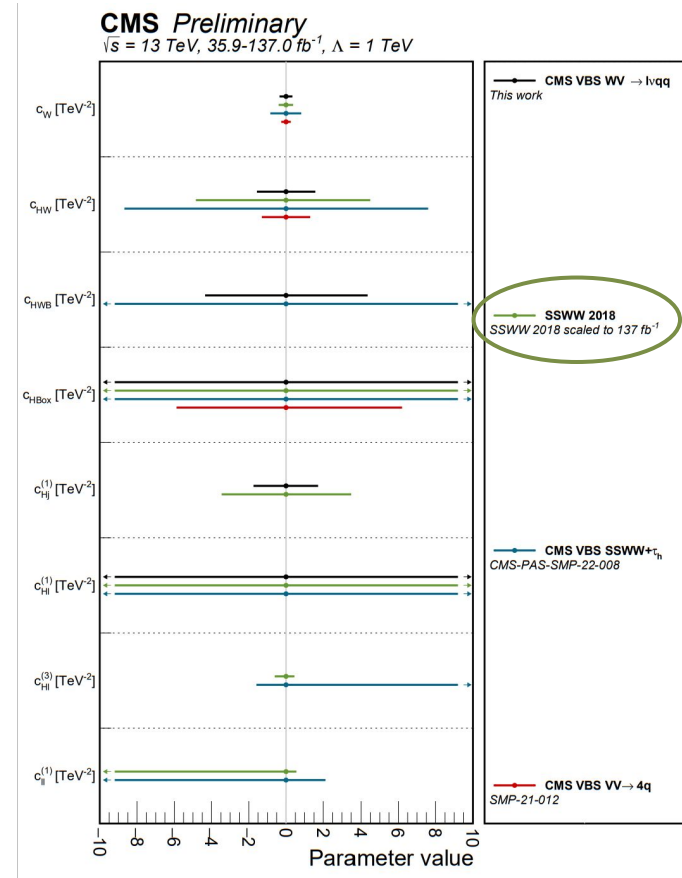 CMS Preliminary
√s = 13 TeV, 35.9-137.0 fb⁻¹, Λ = 1 TeV
c_W [TeV⁻²]
c_HW [TeV⁻²]
c_HWB [TeV⁻²]
c_HBox [TeV⁻²]
c_Hj^(1) [TeV⁻²]
c_Hl^(1) [TeV⁻²]
c_Hl^(3) [TeV⁻²]
c_ll^(1) [TeV⁻²]
-10 -8 -6 -4 -2 0 2 4 6 8 10
Parameter value
CMS VBS WV → lνqq
This work
SSWW 2018
SSWW 2018 scaled to 137 fb⁻¹
CMS VBS SSWW+τ_h
CMS-PAS-SMP-22-008
CMS VBS VV→ 4q
SMP-21-012